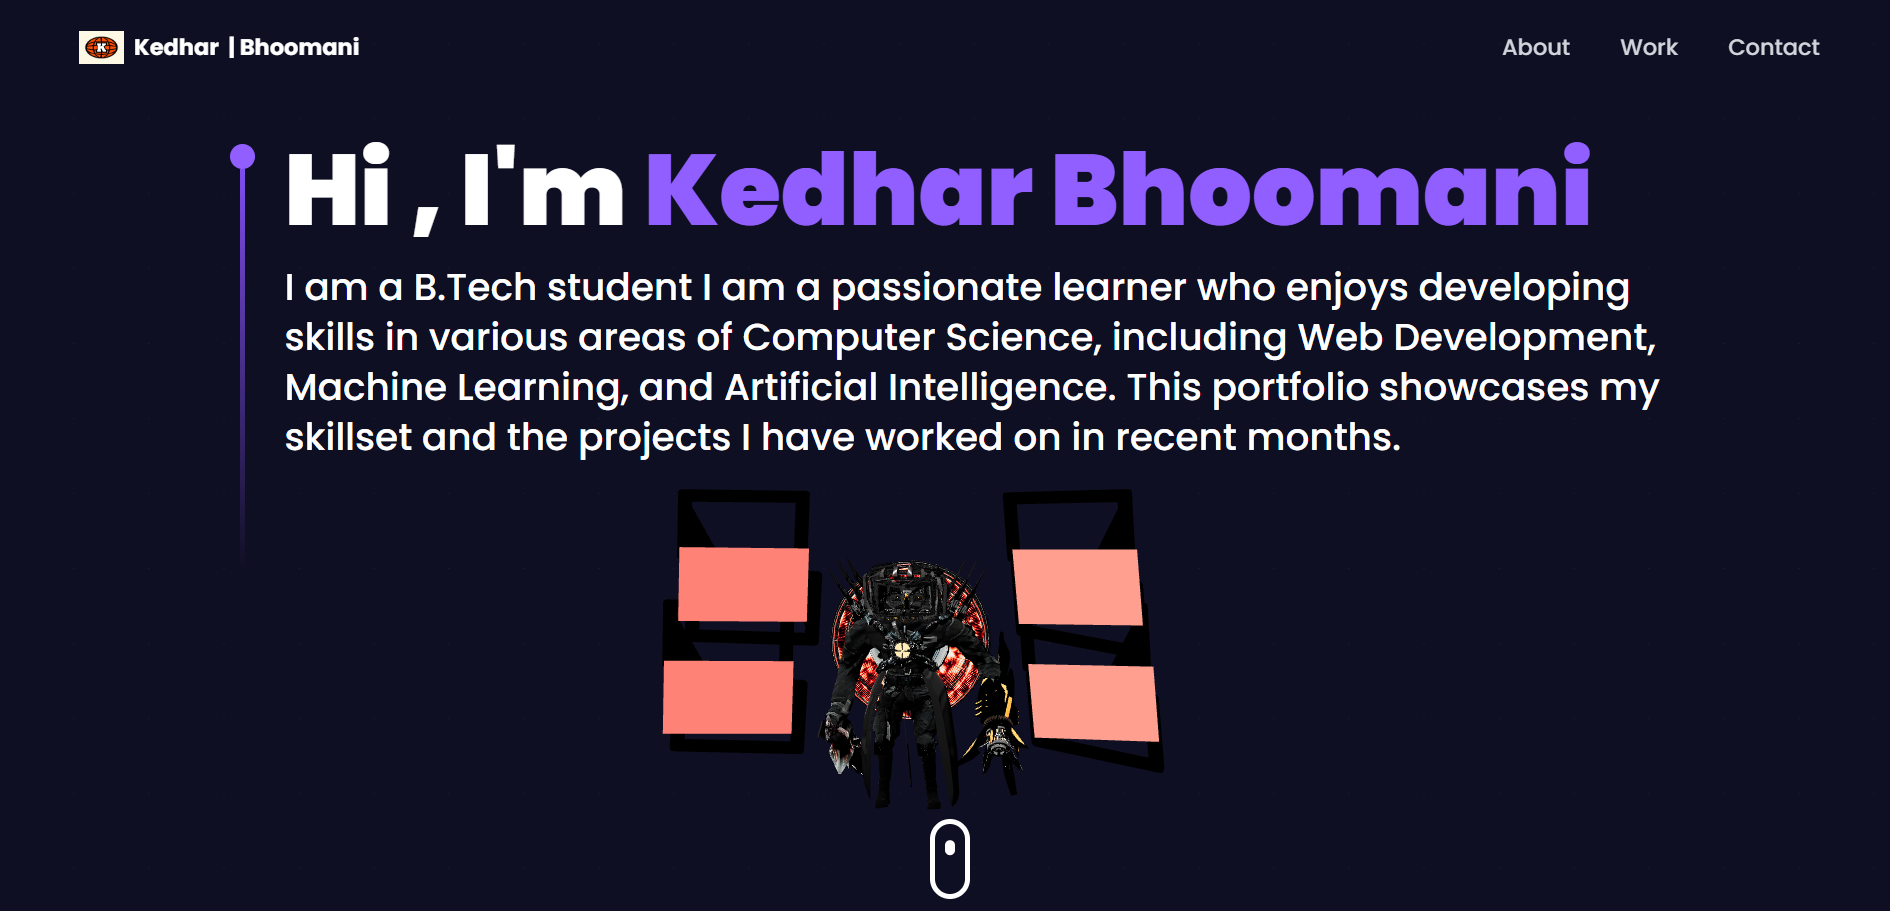 K
Kedhar | Bhoomani
About
Work
Contact
Hi , I'm Kedhar Bhoomani
I am a B.Tech student I am a passionate learner who enjoys developing
skills in various areas of Computer Science, including Web Development,
Machine Learning, and Artificial Intelligence. This portfolio showcases my
skillset and the projects I have worked on in recent months.